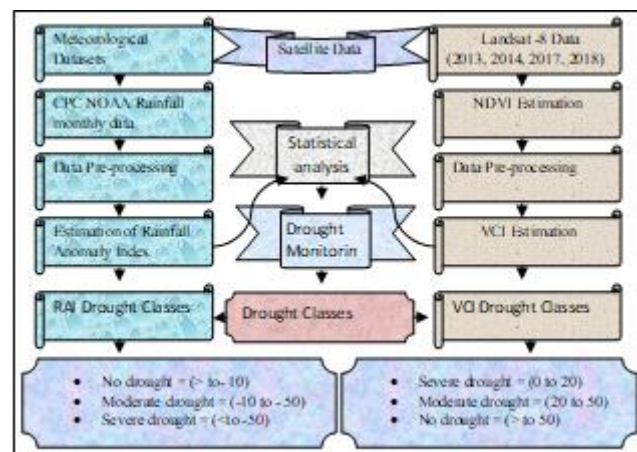 Meteorological
Datasets
Satellite Data
Landsat -8 Data
(2013, 2014, 2017, 2018)
CPC NOAA Rainfall
monthly data
NDVI Estimation
Statistical
analysis
Data Pre-processing
Data Pre-processing
Estimation of Rainfall
Anomaly Index.
Drought
Monitorin
VCI Estimation
RAI Drought Classes
Drought Classes
VCI Drought Classes
• No drought = (> to -10)
• Moderate drought = (-10 to - 50)
• Severe drought = (<to -50)
• Severe drought = (0 to 20)
• Moderate drought = (20 to 50)
• No drought = (> to 50)